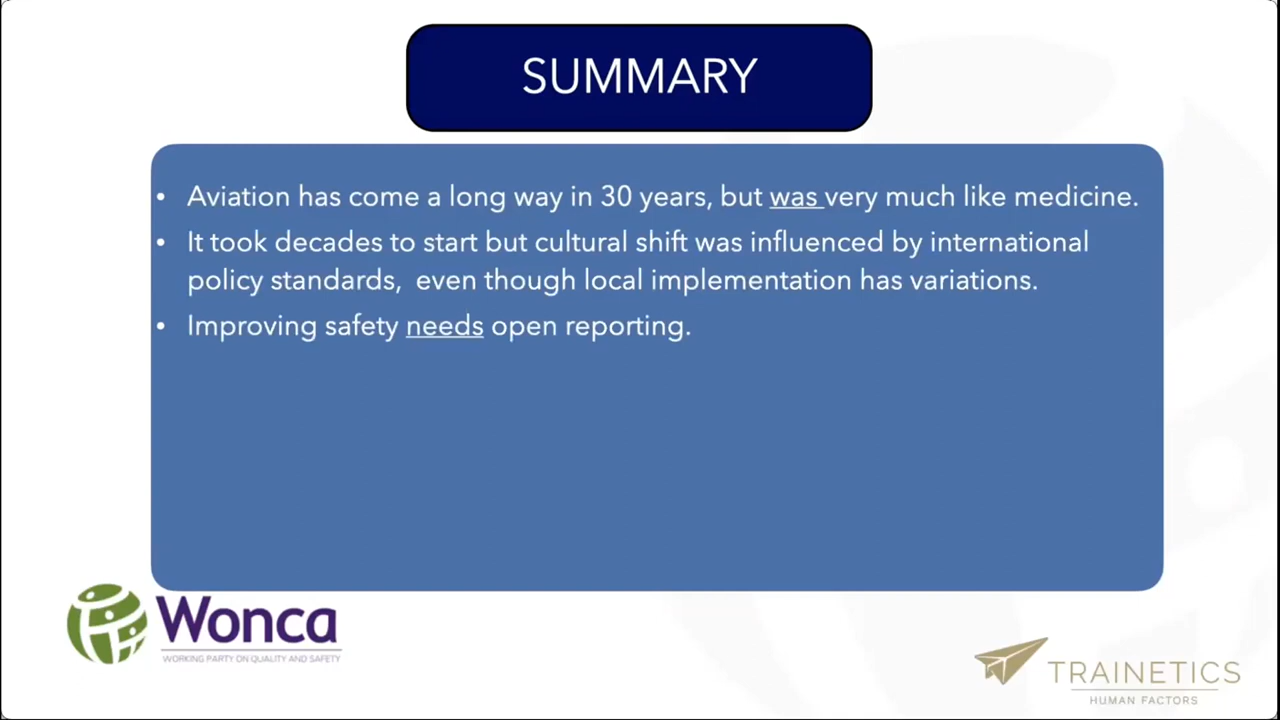 SUMMARY
• Aviation has come a long way in 30 years, but was very much like medicine.
• It took decades to start but cultural shift was influenced by international
policy standards,  even though local implementation has variations.
• Improving safety needs open reporting.
Wonca
WORKING PARTY ON QUALITY AND SAFETY
TRAINETICS
HUMAN FACTORS